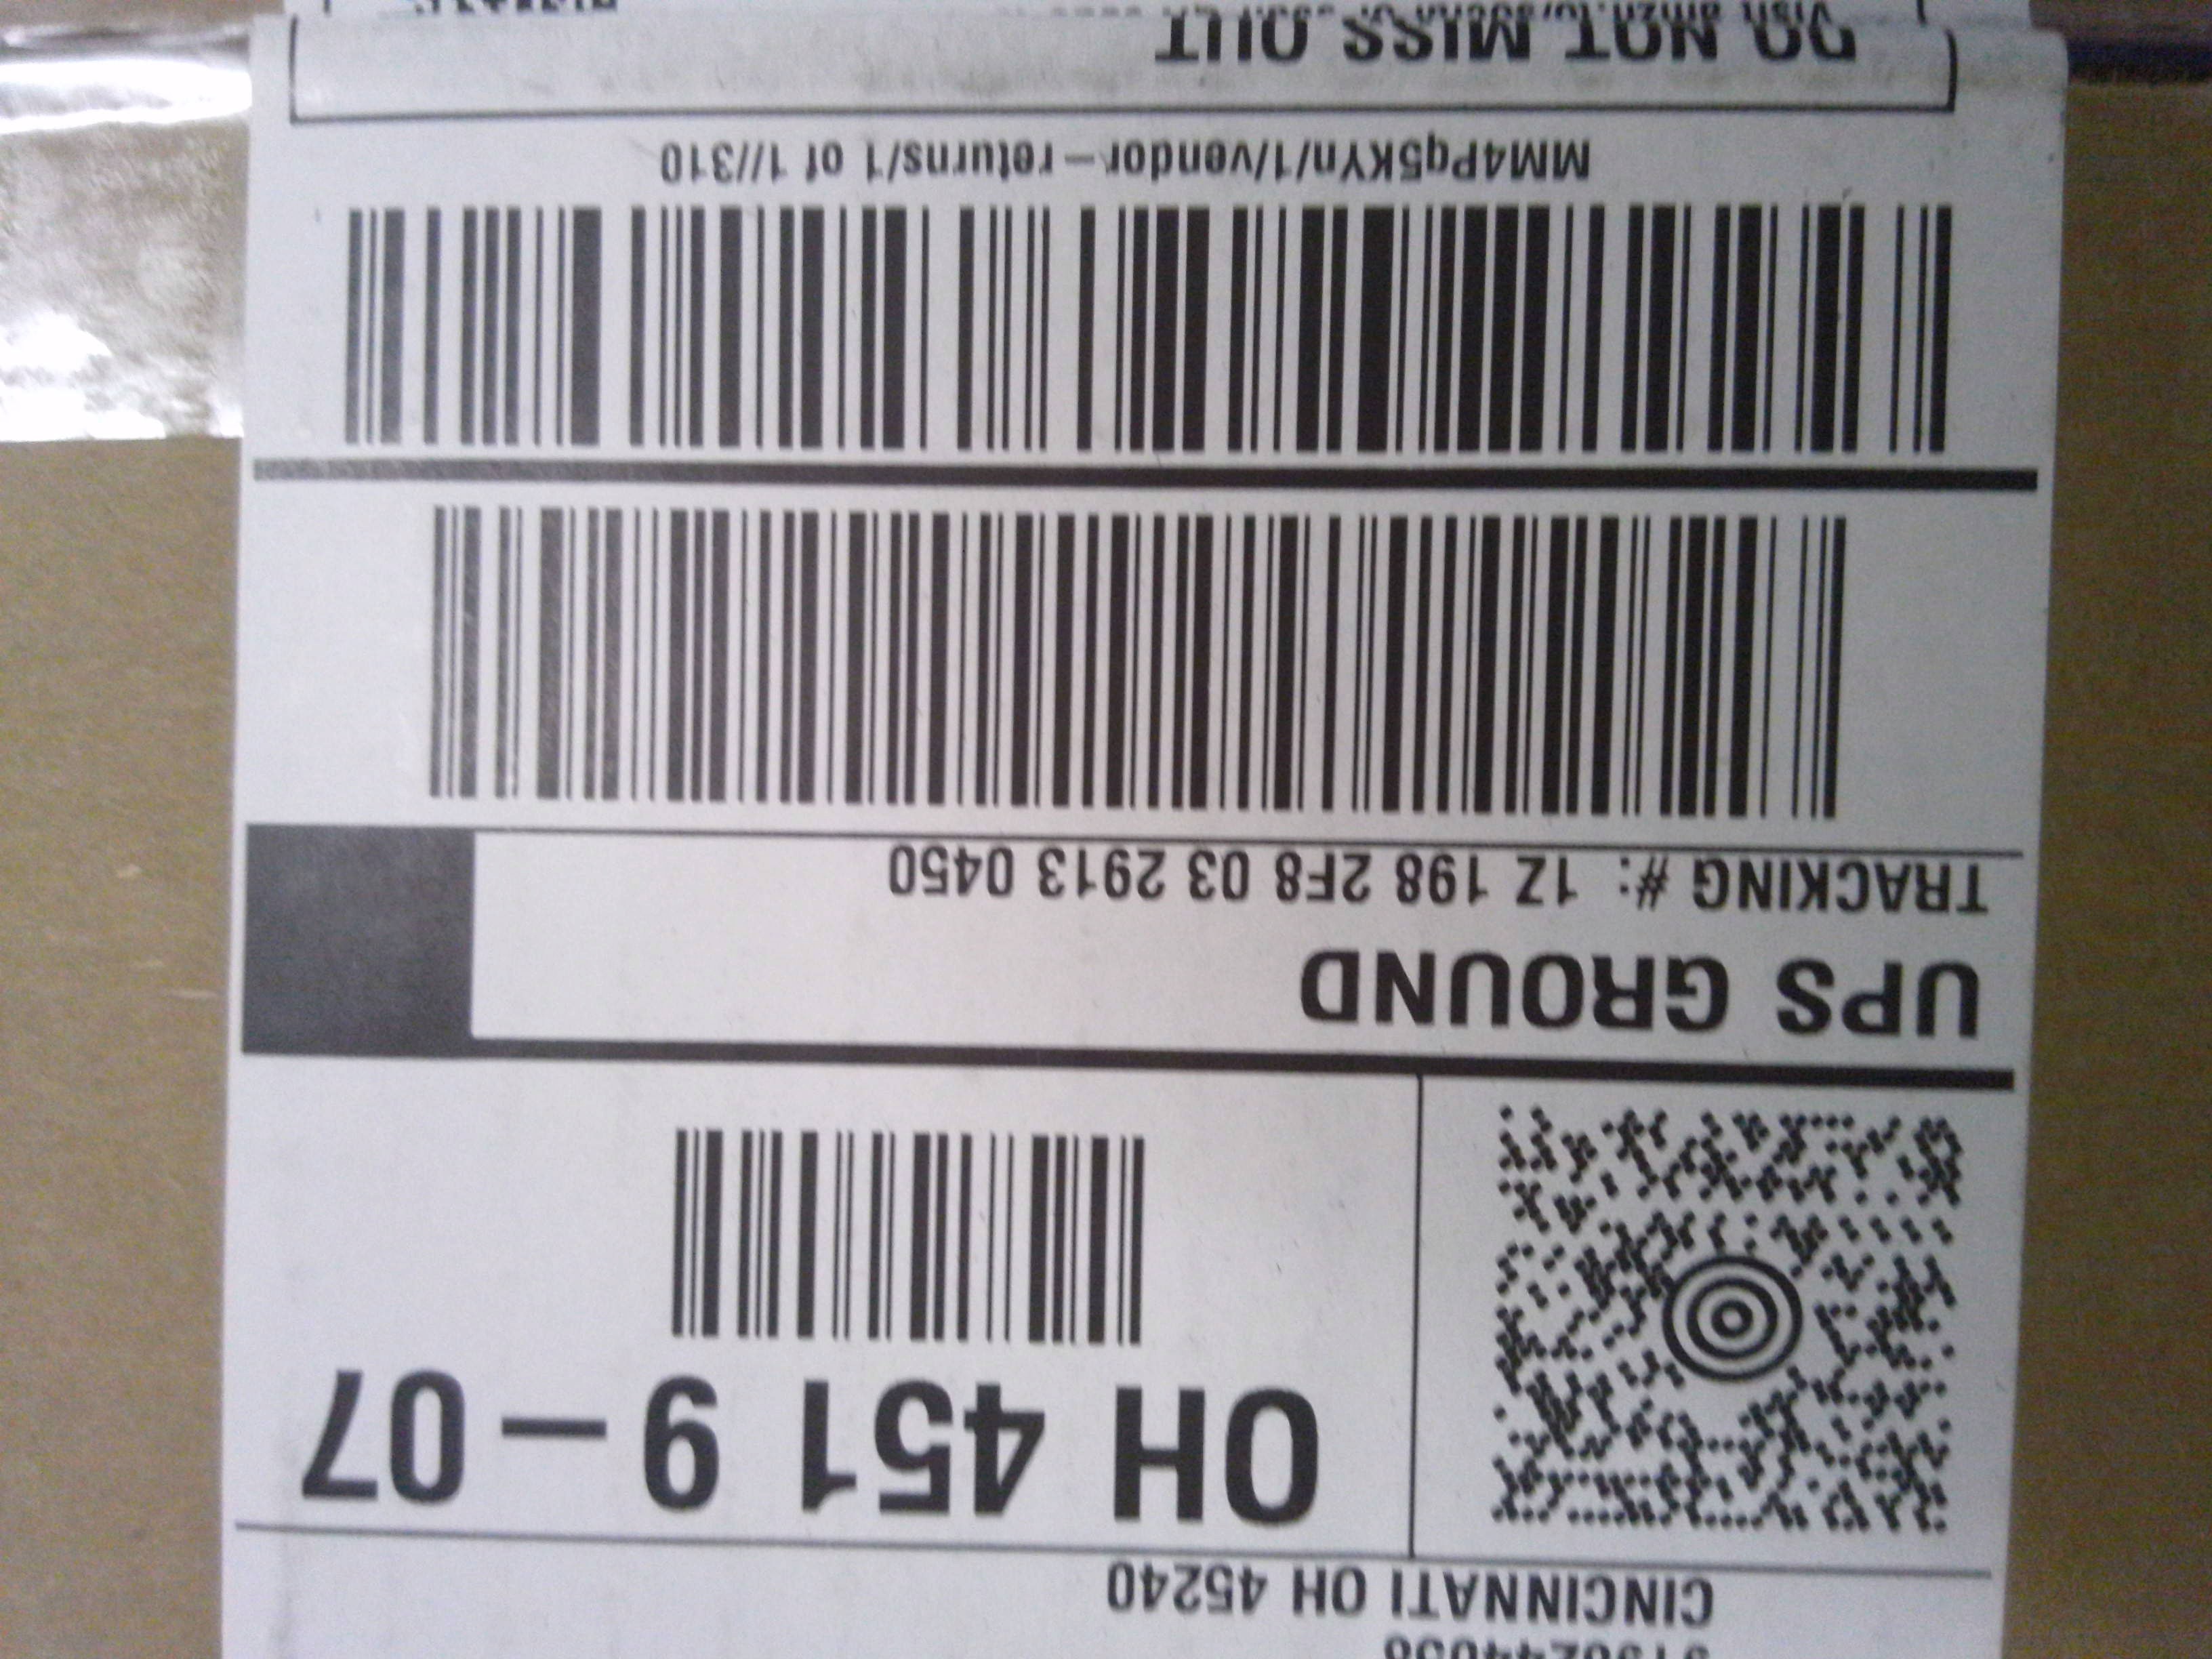 CINCINNATI OH 45240
OH 451 9-07
UPS GROUND
TRACKING #: 1Z 198 2F8 03 2913 0450
MM4Pq5KYn/1/vendor-returns/1 of 1//310
DO NOT MISS OUT